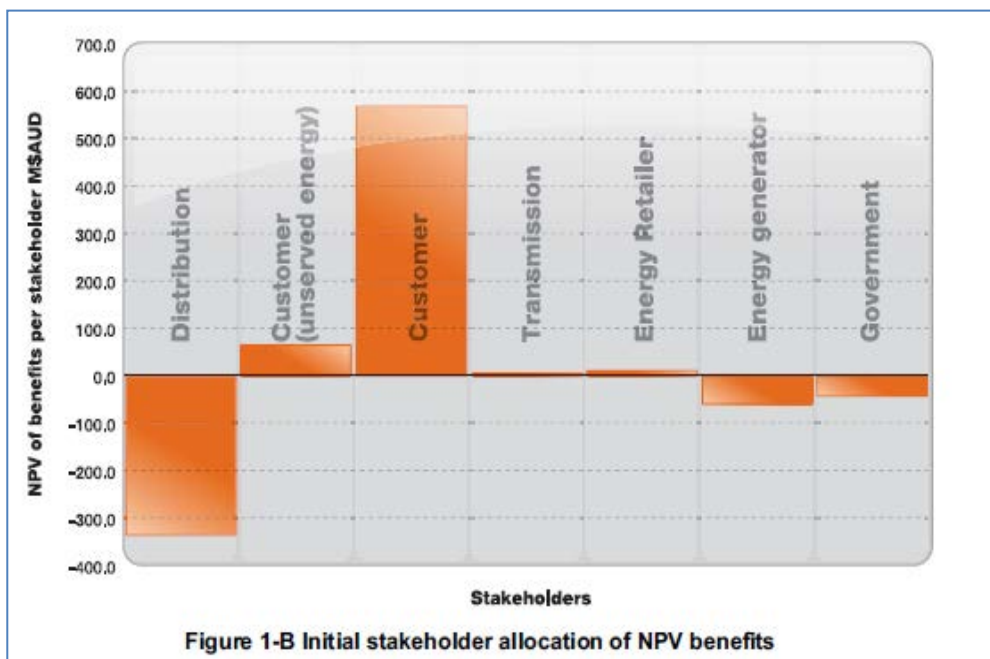 NPV of benefits per stakeholder M$AUD
700.0
600.0
500.0
400.0
300.0
200.0
100.0
0.0
-100.0
-200.0
-300.0
-400.0
Distribution
Customer
(unserved energy)
Customer
Transmission
Energy Retailer
Energy generator
Government
Stakeholders
Figure 1-B Initial stakeholder allocation of NPV benefits